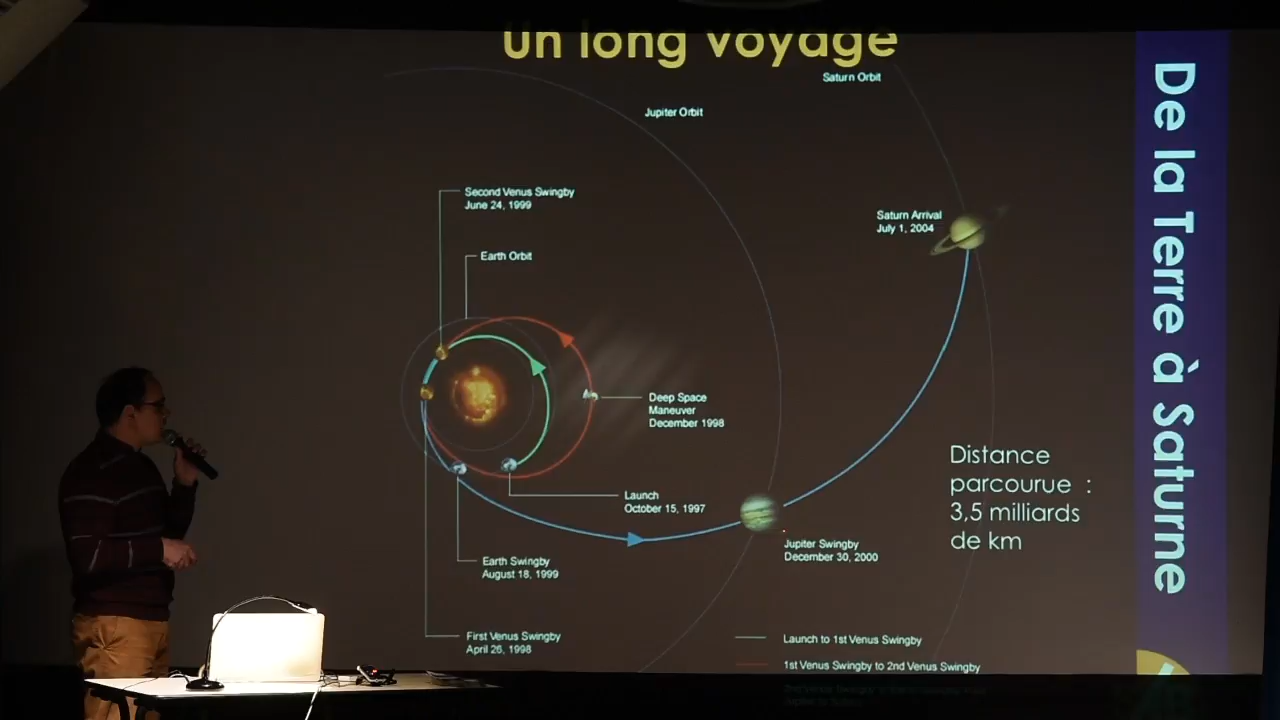 Un long voyage
Saturn Orbit
Jupiter Orbit
Second Venus Swingby
June 24, 1999
Saturn Arrival
July 1, 2004
Earth Orbit
Deep Space
Maneuver
December 1998
Distance
parcourue :
3,5 milliards
de km
Launch
October 15, 1997
Jupiter Swingby
December 30, 2000
Earth Swingby
August 18, 1999
First Venus Swingby
April 26, 1998
Launch to 1st Venus Swingby
1st Venus Swingby to 2nd Venus Swingby
De la Terre à Saturne